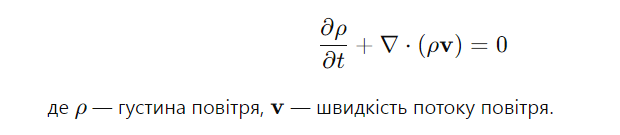 ∂ρ/∂t + ∇ · (ρv) = 0
де ρ — густина повітря, v — швидкість потоку повітря.